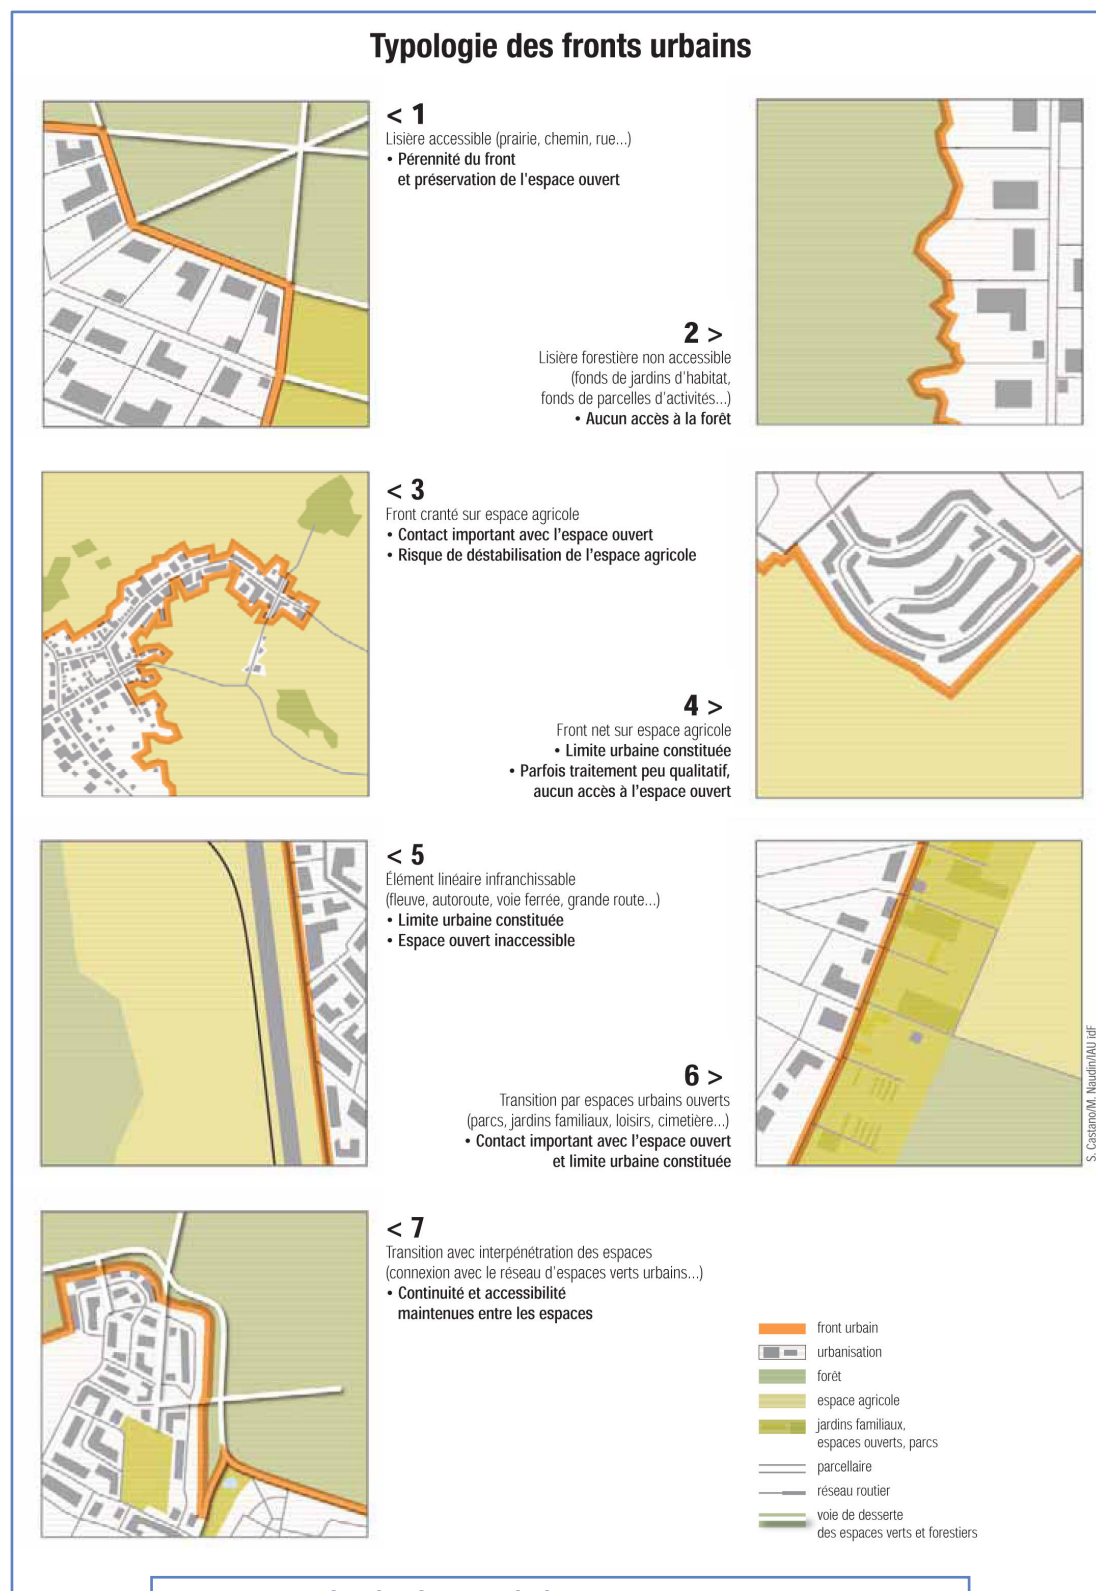 Typologie des fronts urbains
< 1
Lisière accessible (prairie, chemin, rue...)
• Pérennité du front
et préservation de l'espace ouvert
2 >
Lisière forestière non accessible
(fonds de jardins d'habitat,
fonds de parcelles d'activités...)
• Aucun accès à la forêt
< 3
Front cranté sur espace agricole
• Contact important avec l'espace ouvert
• Risque de déstabilisation de l'espace agricole
4 >
Front net sur espace agricole
• Limite urbaine constituée
• Parfois traitement peu qualitatif,
aucun accès à l'espace ouvert
< 5
Élément linéaire infranchissable
(fleuve, autoroute, voie ferrée, grande route...)
• Limite urbaine constituée
• Espace ouvert inaccessible
6 >
Transition par espaces urbains ouverts
(parcs, jardins familiaux, loisirs, cimetière...)
• Contact important avec l'espace ouvert
et limite urbaine constituée
S. Castano/M. Naudin/IAU idF
< 7
Transition avec interpénétration des espaces
(connexion avec le réseau d'espaces verts urbains...)
• Continuité et accessibilité
maintenues entre les espaces
front urbain
urbanisation
forêt
espace agricole
jardins familiaux,
espaces ouverts, parcs
parcellaire
réseau routier
voie de desserte
des espaces verts et forestiers